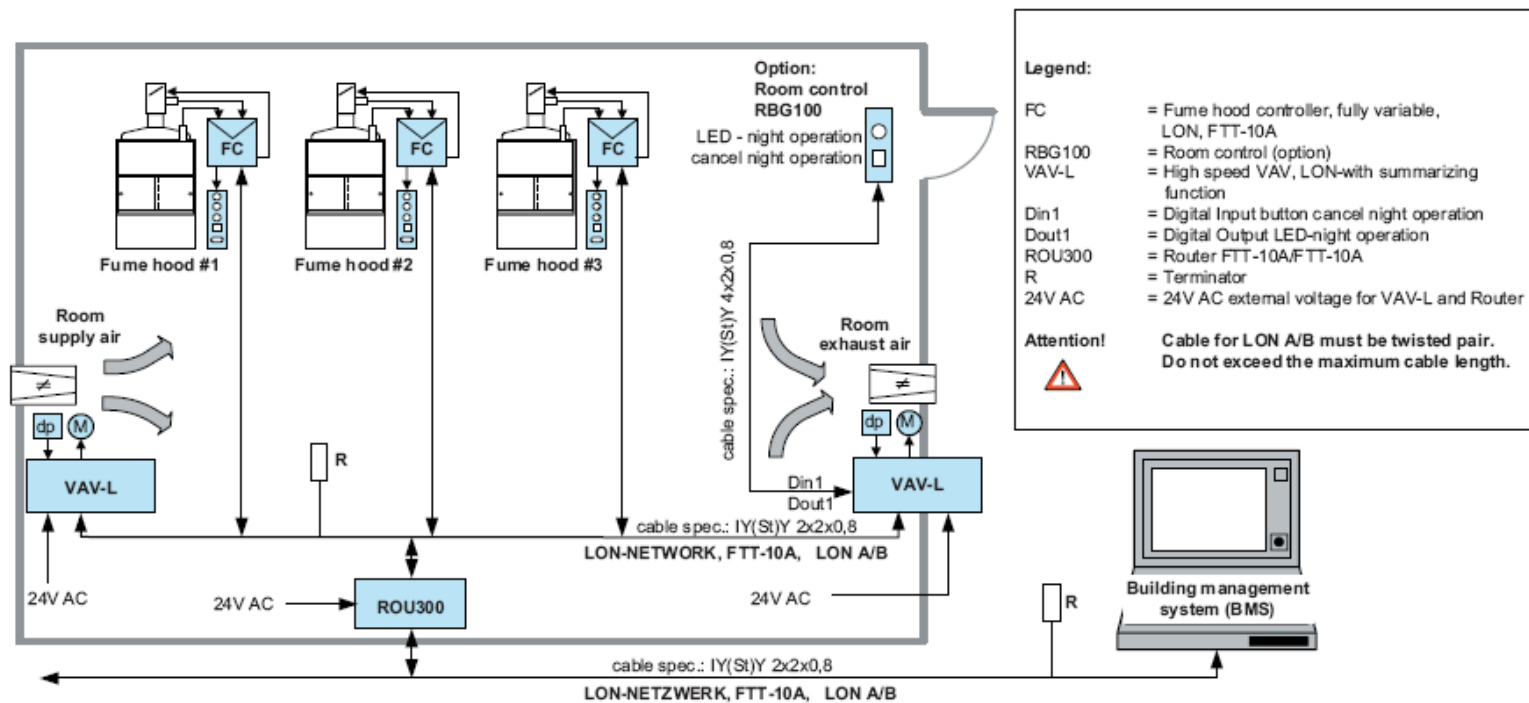 Option:
Room control
RBG100
LED - night operation
cancel night operation
FC
FC
FC
Fume hood #1
Fume hood #2
Fume hood #3
cable spec.: IY(St)Y 4x2x0,8
Room
supply air
Room
exhaust air
≠
≠
dp
M
dp
M
R
VAV-L
Din1
Dout1
VAV-L
cable spec.: IY(St)Y 2x2x0,8
LON-NETWORK, FTT-10A, LON A/B
24V AC
24V AC
ROU300
24V AC
R
Building management
system (BMS)
cable spec.: IY(St)Y 2x2x0,8
LON-NETZWERK, FTT-10A, LON A/B
Legend:
FC = Fume hood controller, fully variable,
LON, FTT-10A
RBG100 = Room control (option)
VAV-L = High speed VAV, LON-with summarizing
function
Din1 = Digital Input button cancel night operation
Dout1 = Digital Output LED-night operation
ROU300 = Router FTT-10A/FTT-10A
R = Terminator
24V AC = 24V AC external voltage for VAV-L and Router
Attention! Cable for LON A/B must be twisted pair.
Do not exceed the maximum cable length.